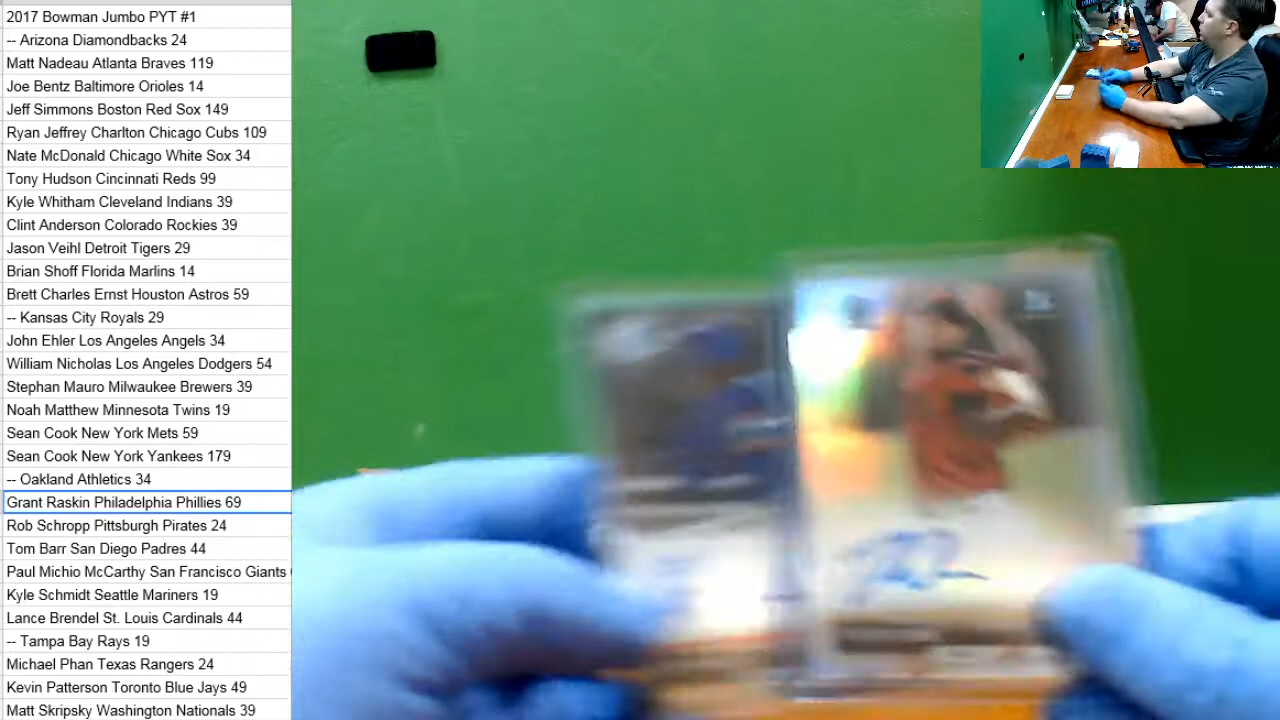 2017 Bowman Jumbo PYT #1
-- Arizona Diamondbacks 24
Matt Nadeau Atlanta Braves 119
Joe Bentz Baltimore Orioles 14
Jeff Simmons Boston Red Sox 149
Ryan Jeffrey Charlton Chicago Cubs 109
Nate McDonald Chicago White Sox 34
Tony Hudson Cincinnati Reds 99
Kyle Whitham Cleveland Indians 39
Clint Anderson Colorado Rockies 39
Jason Veihl Detroit Tigers 29
Brian Shoff Florida Marlins 14
Brett Charles Ernst Houston Astros 59
-- Kansas City Royals 29
John Ehler Los Angeles Angels 34
William Nicholas Los Angeles Dodgers 54
Stephan Mauro Milwaukee Brewers 39
Noah Matthew Minnesota Twins 19
Sean Cook New York Mets 59
Sean Cook New York Yankees 179
-- Oakland Athletics 34
Grant Raskin Philadelphia Phillies 69
Rob Schropp Pittsburgh Pirates 24
Tom Barr San Diego Padres 44
Paul Michio McCarthy San Francisco Giants
Kyle Schmidt Seattle Mariners 19
Lance Brendel St. Louis Cardinals 44
-- Tampa Bay Rays 19
Michael Phan Texas Rangers 24
Kevin Patterson Toronto Blue Jays 49
Matt Skripsky Washington Nationals 39